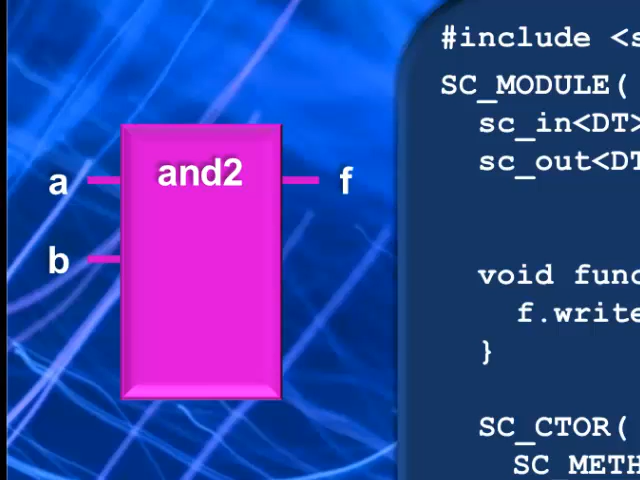 and2
a
f
b
#include <s
SC_MODULE(
sc_in<DT>
sc_out<DT
void func
f.write
}
SC_CTOR(
SC_METH